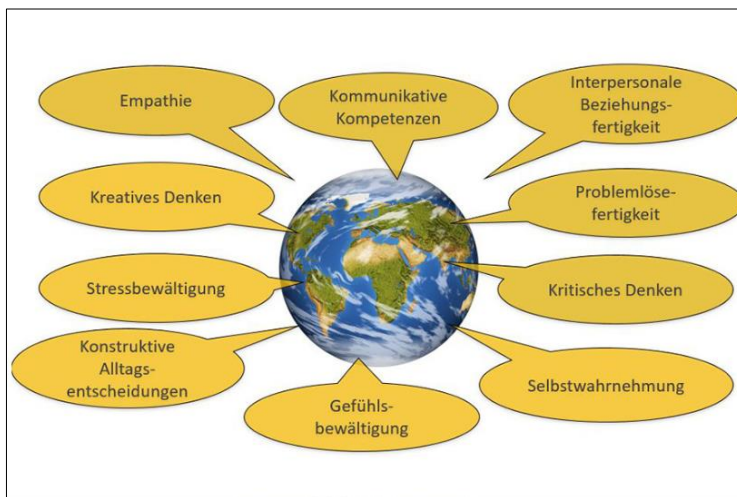 Empathie
Kommunikative
Kompetenzen
Interpersonale
Beziehungs-
fertigkeit
Kreatives Denken
Problemlöse-
fertigkeit
Stressbewältigung
Kritisches Denken
Konstruktive
Alltags-
entscheidungen
Selbstwahrnehmung
Gefühls-
bewältigung